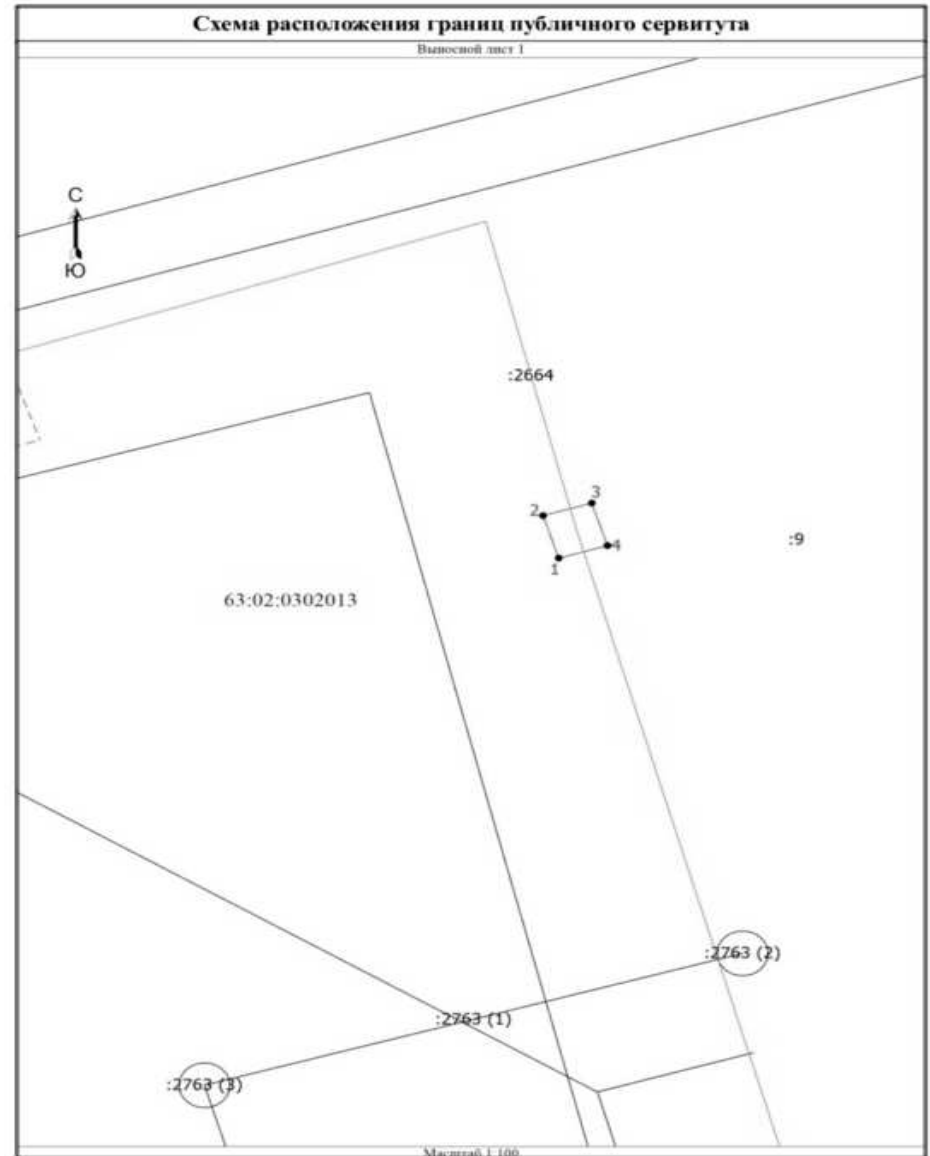 Схема расположения границ публичного сервитута
Выносной лист 1
С
Ю
:2664
3
2
4
:9
1
63:02:0302013
:2763 (2)
:2763 (1)
:2763 (3)
Масштаб 1:100